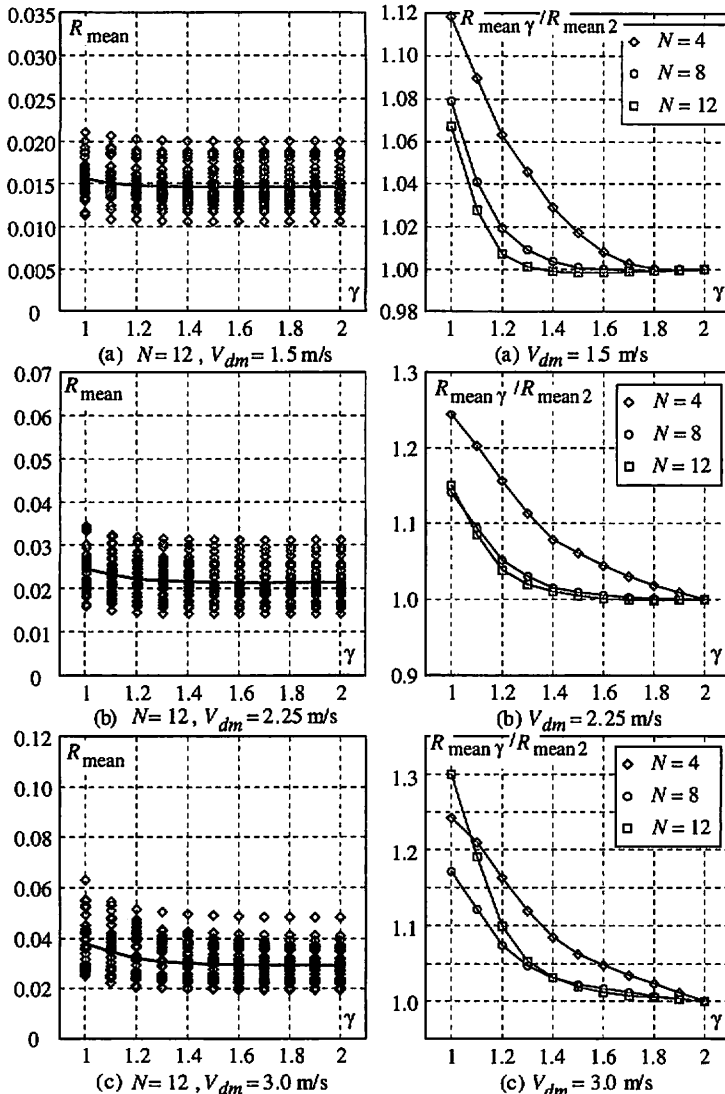 0.035
R mean
0.030
0.025
0.020
0.015
0.010
0.005
0
γ
1 1.2 1.4 1.6 1.8 2
(a) N= 12 , Vdm= 1.5 m/s
1.12
R mean γ /R mean 2
N = 4
N = 8
N = 12
1.10
1.08
1.06
1.04
1.02
1.00
0.98
γ
1 1.2 1.4 1.6 1.8 2
(a) Vdm= 1.5 m/s
0.07
R mean
0.06
0.05
0.04
0.03
0.02
0.01
0
γ
1 1.2 1.4 1.6 1.8 2
(b) N= 12 , Vdm= 2.25 m/s
1.3
R mean γ /R mean 2
N = 4
N = 8
N = 12
1.2
1.1
1.0
0.9
γ
1 1.2 1.4 1.6 1.8 2
(b) Vdm= 2.25 m/s
0.12
R mean
0.10
0.08
0.06
0.04
0.02
0
γ
1 1.2 1.4 1.6 1.8 2
(c) N= 12 , Vdm= 3.0 m/s
R mean γ /R mean 2
N = 4
N = 8
N = 12
1.3
1.2
1.1
1.0
γ
1 1.2 1.4 1.6 1.8 2
(c) Vdm= 3.0 m/s